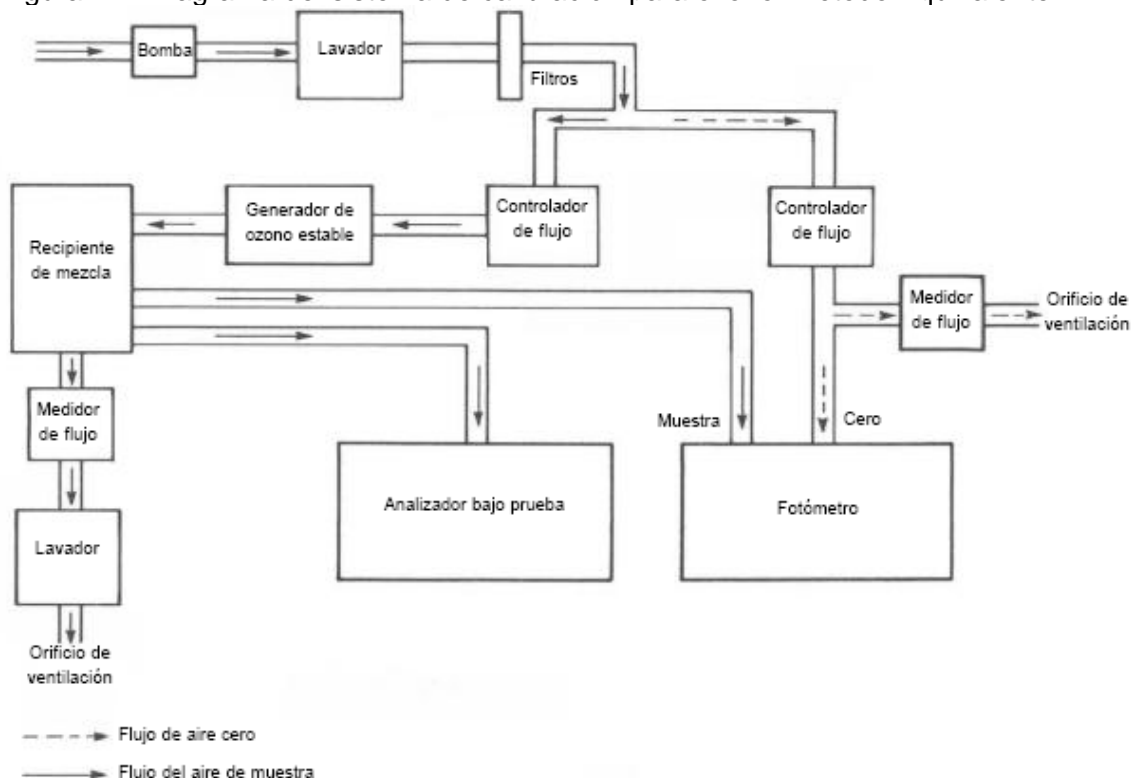 Bomba
Lavador
Filtros
Recipiente
de mezcla
Generador de
ozono estable
Controlador
de flujo
Controlador
de flujo
Medidor
de flujo
Orificio de
ventilación
Medidor
de flujo
Muestra
Cero
Analizador bajo prueba
Fotómetro
Lavador
Orificio de
ventilación
Flujo de aire cero
Flujo del aire de muestra